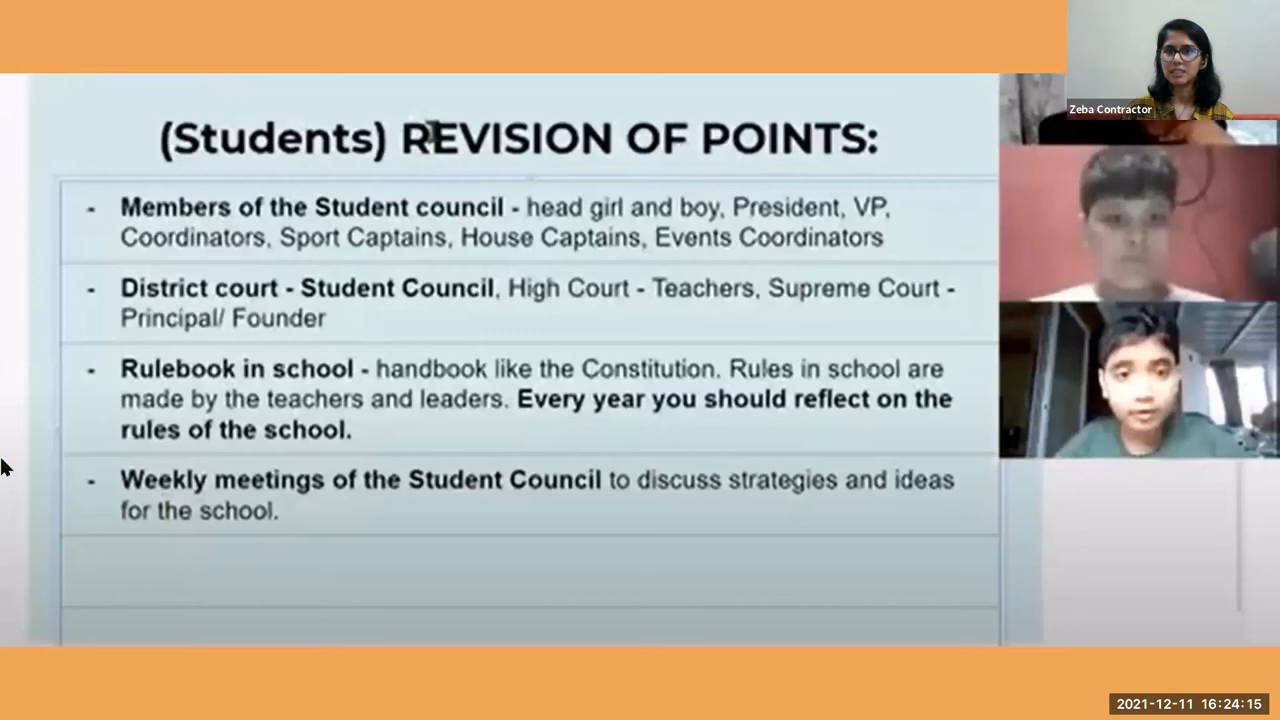 Zeba Contractor
(Students) REVISION OF POINTS:
- Members of the Student council - head girl and boy, President, VP,
Coordinators, Sport Captains, House Captains, Events Coordinators
- District court - Student Council, High Court - Teachers, Supreme Court -
Principal/ Founder
- Rulebook in school - handbook like the Constitution. Rules in school are
made by the teachers and leaders. Every year you should reflect on the
rules of the school.
- Weekly meetings of the Student Council to discuss strategies and ideas
for the school.
2021-12-11 16:24:15